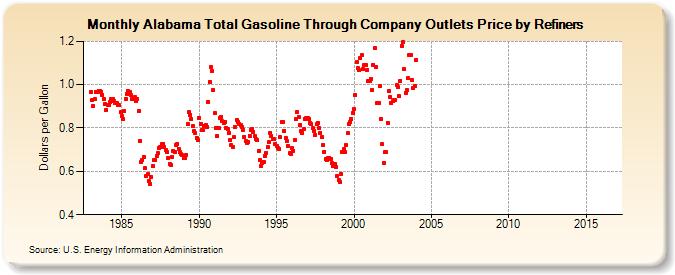 Monthly Alabama Total Gasoline Through Company Outlets Price by Refiners
Dollars per Gallon
1.2
1.0
0.8
0.6
0.4
1985 1990 1995 2000 2005 2010 2015
Source: U.S. Energy Information Administration